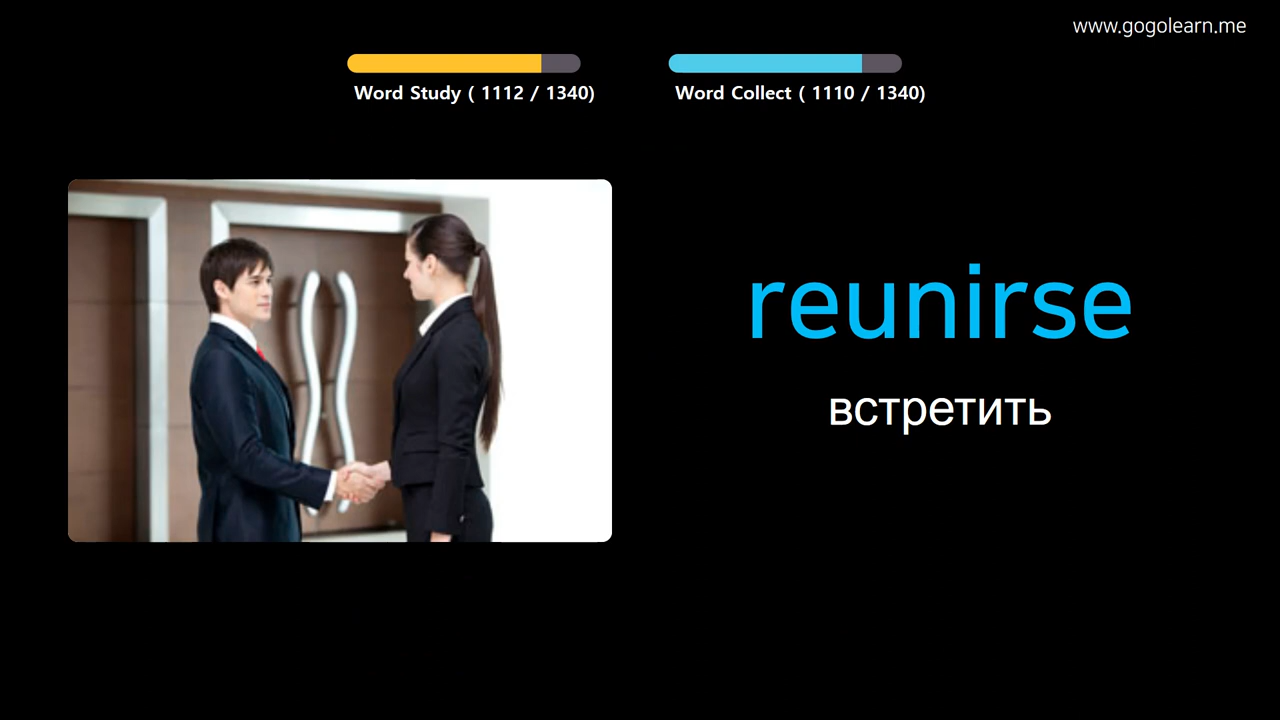 www.gogolearn.me
Word Study ( 1112 / 1340)
Word Collect ( 1110 / 1340)
reunirse
встретить